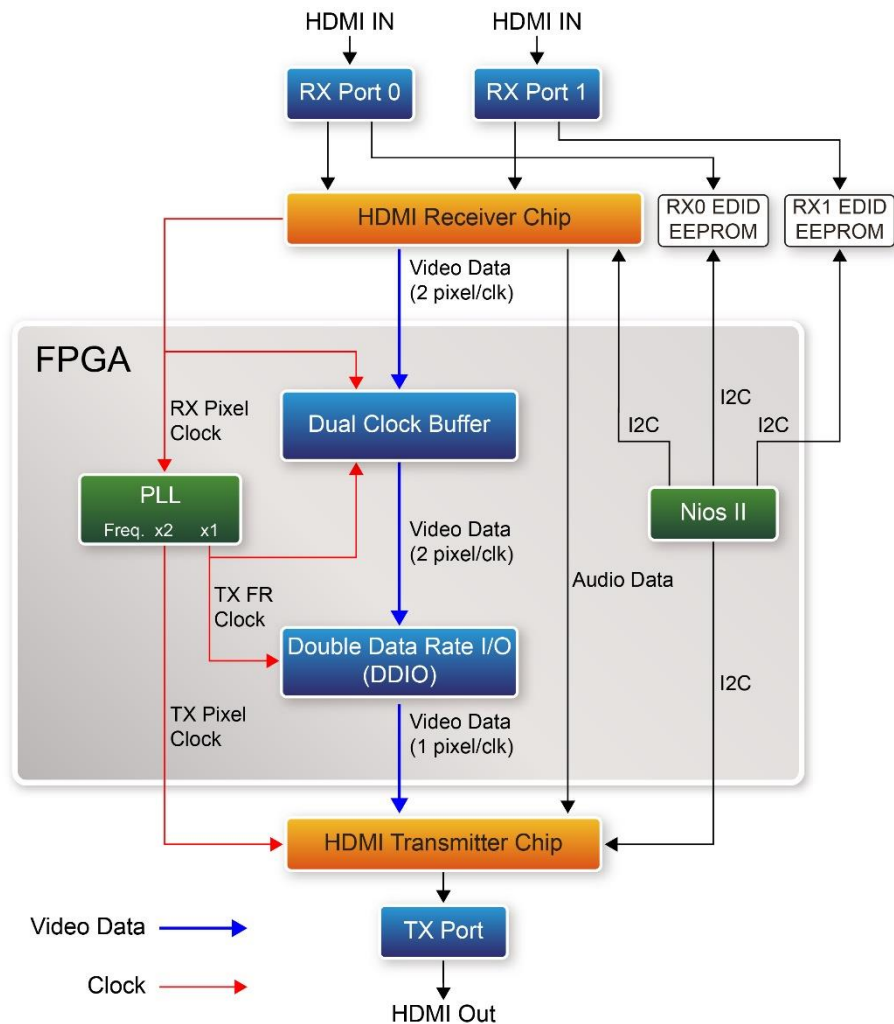 HDMI IN
HDMI IN
RX Port 0
RX Port 1
HDMI Receiver Chip
RX0 EDID
EEPROM
RX1 EDID
EEPROM
Video Data
(2 pixel/clk)
FPGA
RX Pixel
Clock
Dual Clock Buffer
I2C
I2C
I2C
PLL
Freq. x2 x1
Nios II
Video Data
(2 pixel/clk)
Audio Data
TX FR
Clock
Double Data Rate I/O
(DDIO)
I2C
TX Pixel
Clock
Video Data
(1 pixel/clk)
HDMI Transmitter Chip
Video Data
TX Port
Clock
HDMI Out